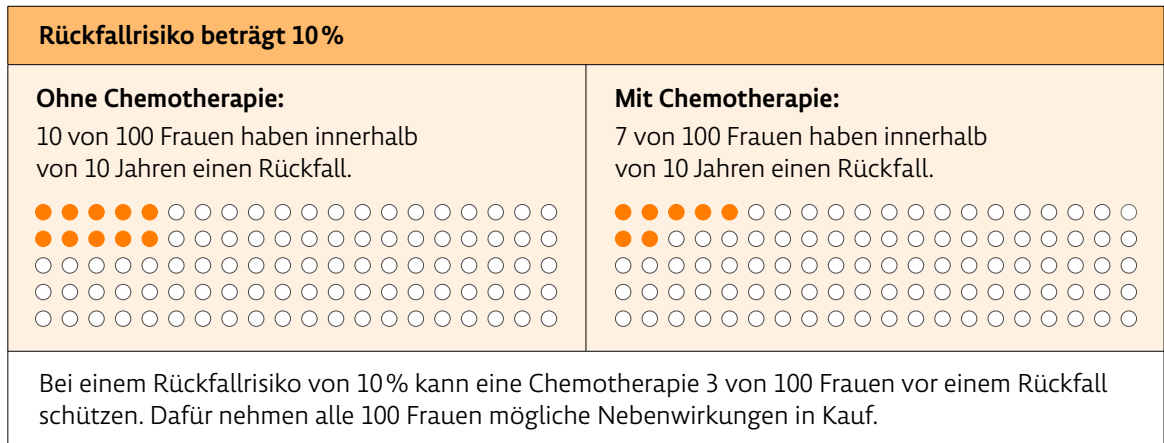 Rückfallrisiko beträgt 10 %
Ohne Chemotherapie:
10 von 100 Frauen haben innerhalb
von 10 Jahren einen Rückfall.
Mit Chemotherapie:
7 von 100 Frauen haben innerhalb
von 10 Jahren einen Rückfall.
Bei einem Rückfallrisiko von 10 % kann eine Chemotherapie 3 von 100 Frauen vor einem Rückfall
schützen. Dafür nehmen alle 100 Frauen mögliche Nebenwirkungen in Kauf.